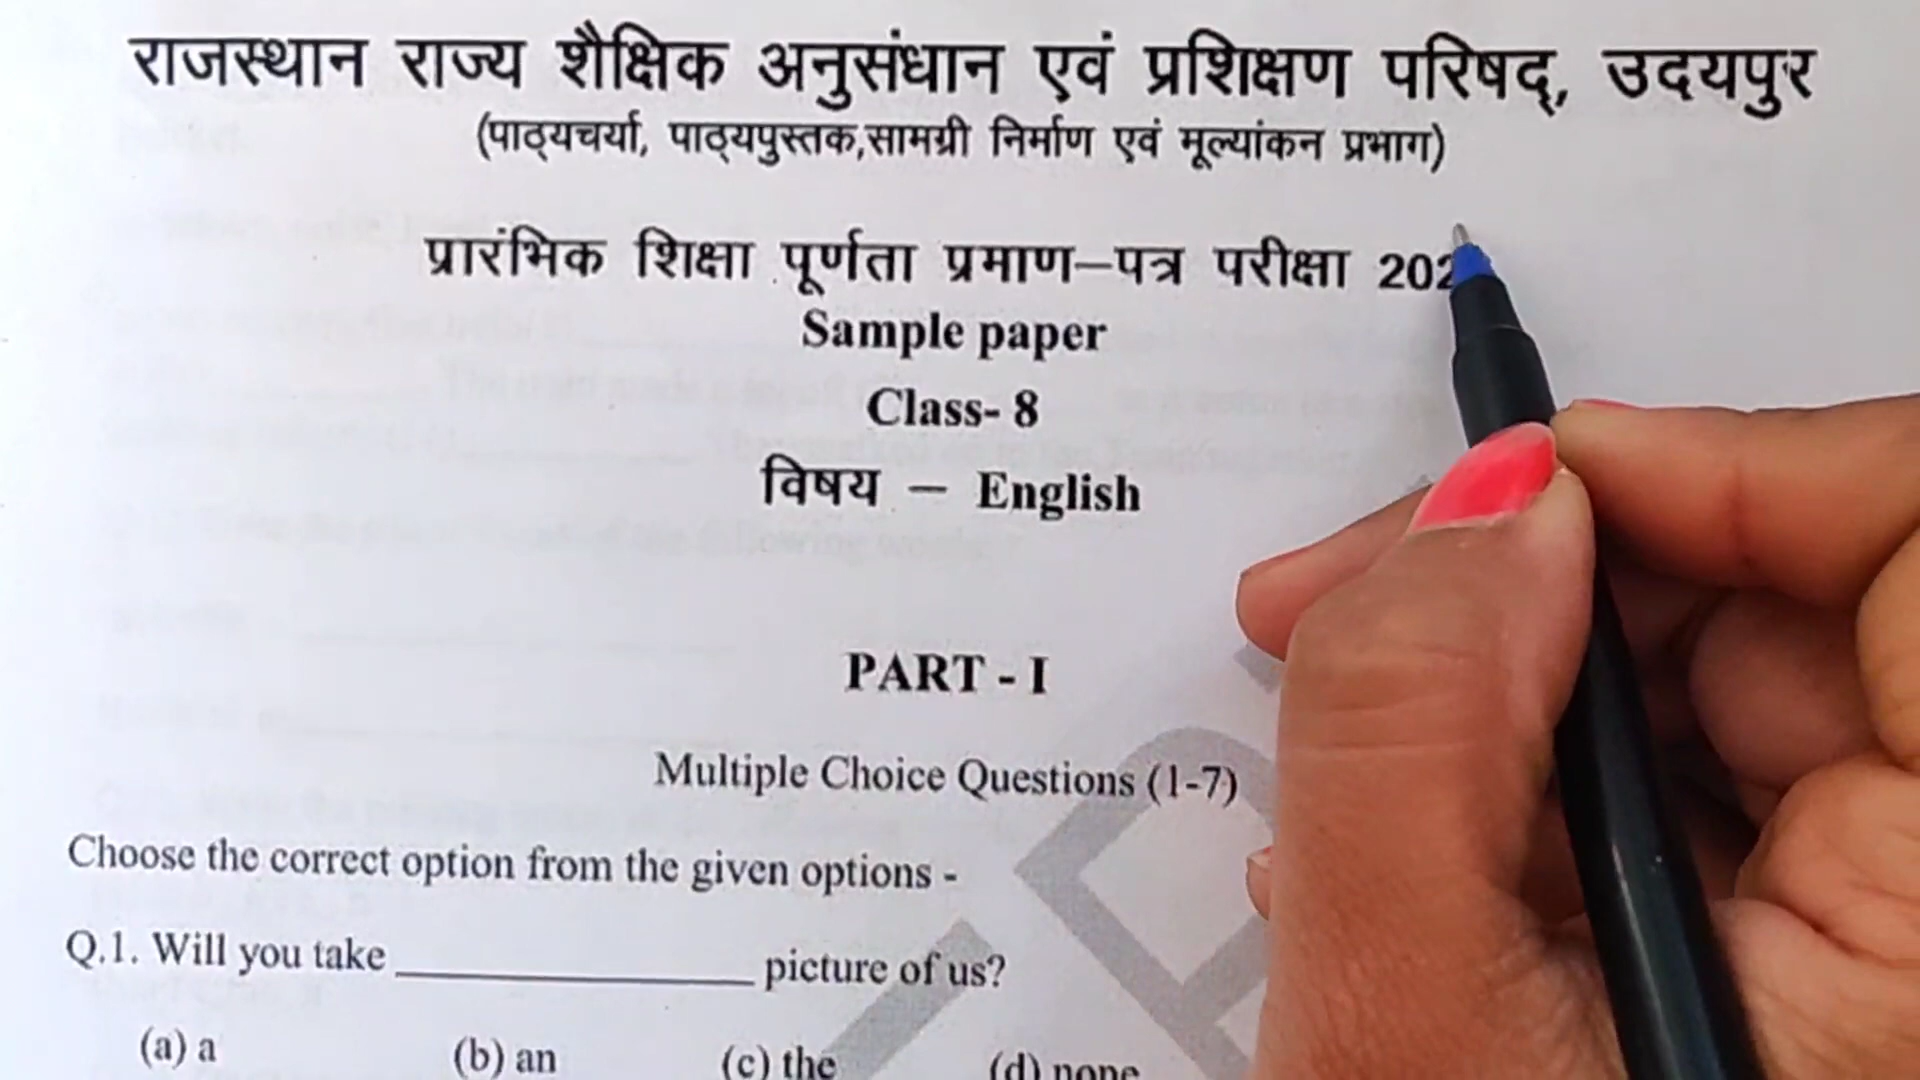 राजस्थान राज्य शैक्षिक अनुसंधान एवं प्रशिक्षण परिषद्, उदयपुर
(पाठ्यचर्या, पाठ्यपुस्तक,सामग्री निर्माण एवं मूल्यांकन प्रभाग)
प्रारंभिक शिक्षा पूर्णता प्रमाण–पत्र परीक्षा 202
Sample paper
Class- 8
विषय – English
PART - I
Multiple Choice Questions (1-7)
Choose the correct option from the given options -
Q.1. Will you take ____________ picture of us?
(a) a (b) an (c) the (d) none